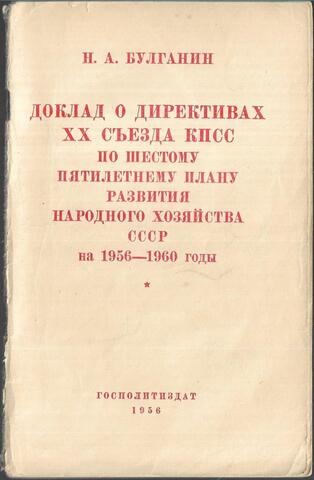 Н. А. БУЛГАНИН
ДОКЛАД О ДИРЕКТИВАХ
XX СЪЕЗДА КПСС
ПО ШЕСТОМУ
ПЯТИЛЕТНЕМУ ПЛАНУ
РАЗВИТИЯ
НАРОДНОГО ХОЗЯЙСТВА
СССР
на 1956—1960 годы
*
ГОСПОЛИТИЗДАТ
1956